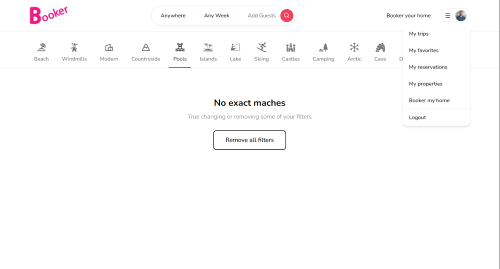 Booker
Anywhere Any Week Add Guests
Booker your home
My trips
My favorites
My reservations
My properties
Booker my home
Logout
Beach Windmills Modern Countryside Pools Islands Lake Skiing Castles Camping Arctic Cave D
No exact maches
True changing or removing some of your filters.
Remove all filters